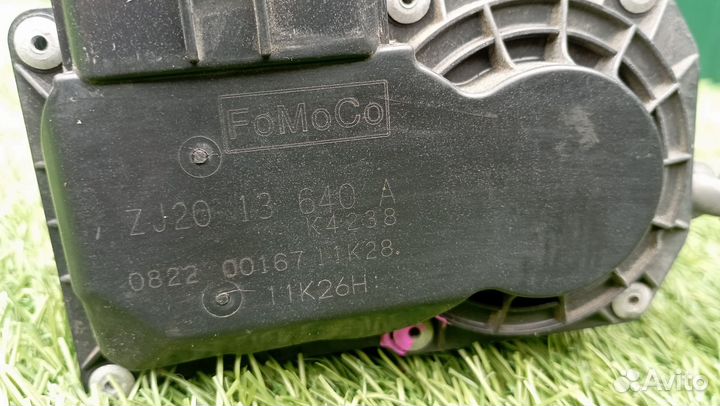 FoMoCo
ZJ20 13 640 A
K4238
0822 00167 11K28.
11K26H
Avito